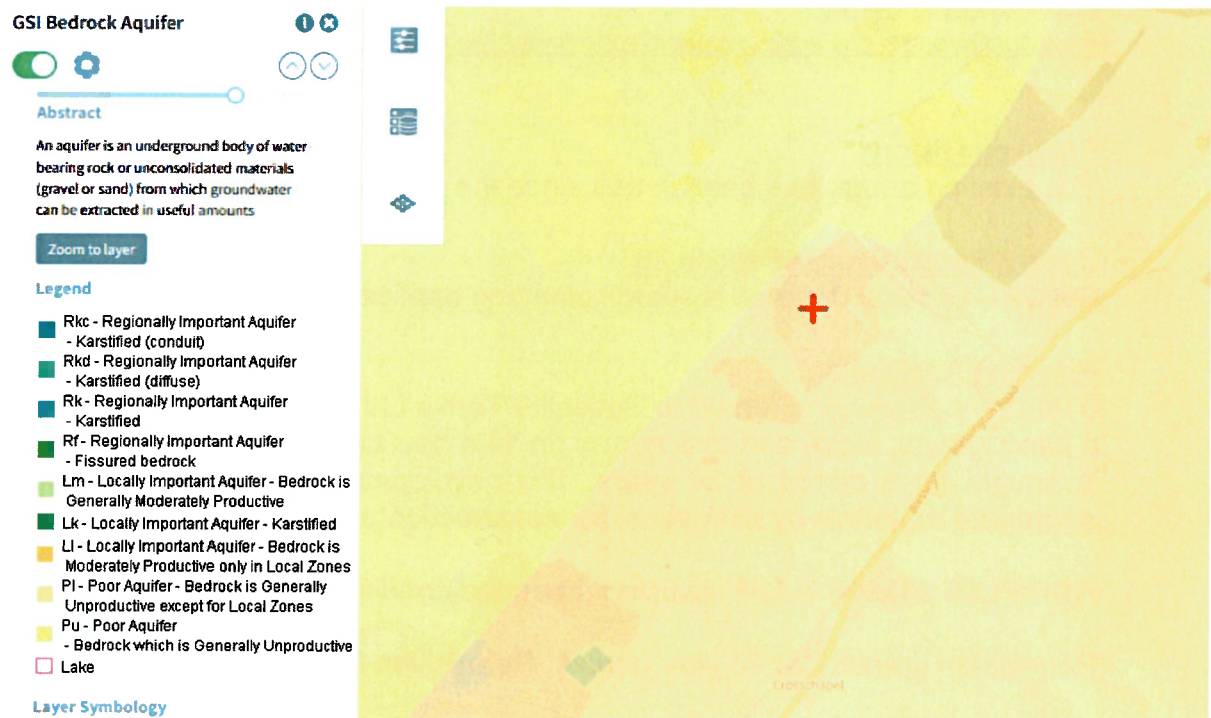 GSI Bedrock Aquifer
Abstract
An aquifer is an underground body of water
bearing rock or unconsolidated materials
(gravel or sand) from which groundwater
can be extracted in useful amounts
Zoom to layer
Legend
Rkc - Regionally Important Aquifer
- Karstified (conduit)
Rkd - Regionally Important Aquifer
- Karstified (diffuse)
Rk - Regionally Important Aquifer
- Karstified
Rf - Regionally Important Aquifer
- Fissured bedrock
Lm - Locally Important Aquifer - Bedrock is
Generally Moderately Productive
Lk - Locally Important Aquifer - Karstified
Ll - Locally Important Aquifer - Bedrock is
Moderately Productive only in Local Zones
Pl - Poor Aquifer - Bedrock is Generally
Unproductive except for Local Zones
Pu - Poor Aquifer
- Bedrock which is Generally Unproductive
Lake
Layer Symbology
Crosschapel